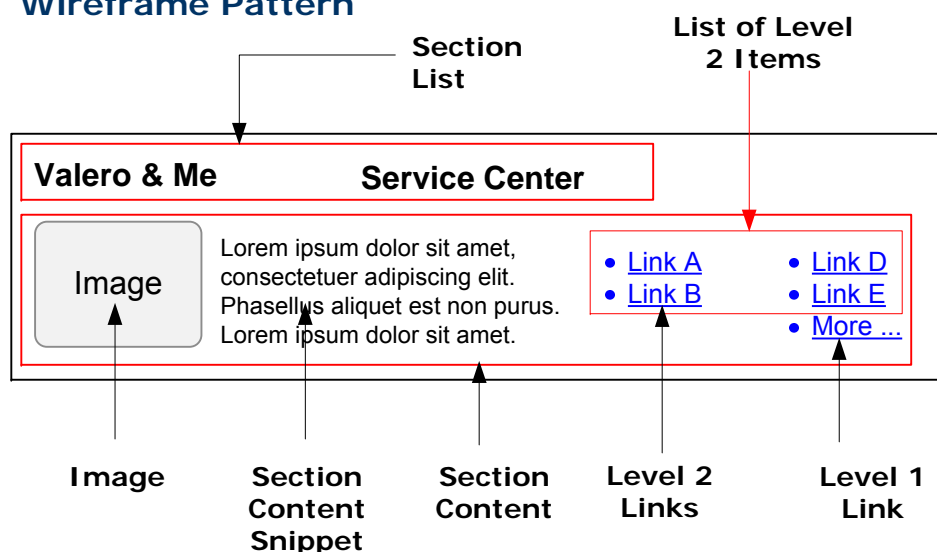 Wireframe Pattern
Section
List
List of Level
2 Items
Valero & Me
Service Center
Image
Lorem ipsum dolor sit amet,
consectetuer adipiscing elit.
Phasellus aliquet est non purus.
Lorem ipsum dolor sit amet.
• Link A
• Link B
• Link D
• Link E
• More ...
Image
Section
Content
Snippet
Section
Content
Level 2
Links
Level 1
Link